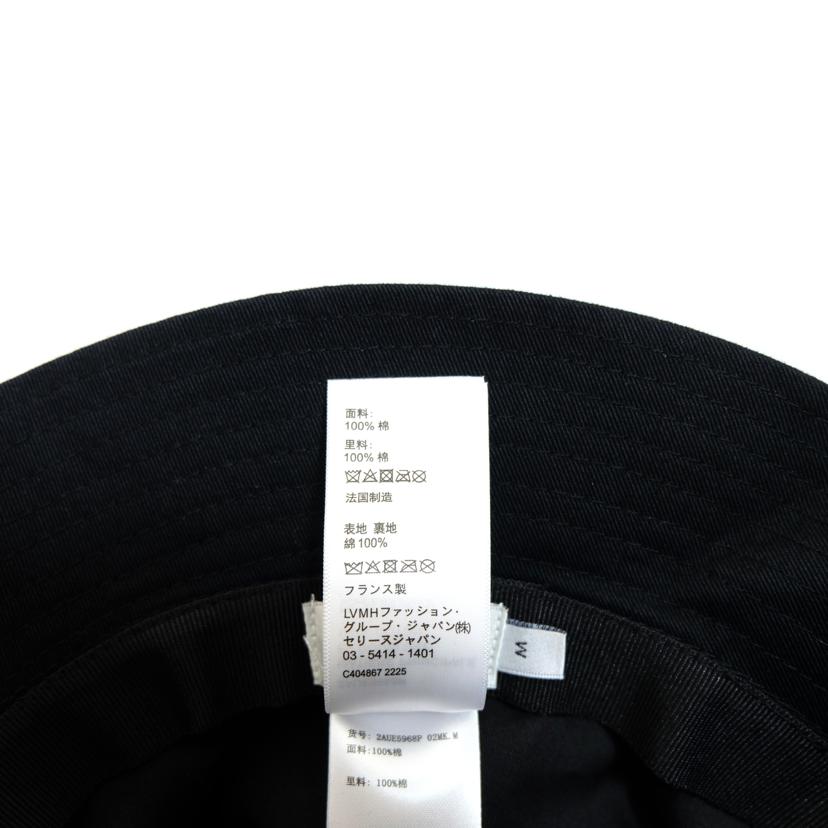 面料:
100% 棉
里料:
100% 棉
法国制造
表地 裏地
綿100%
フランス製
LVMHファッション・
グループ・ジャパン(株)
セリーヌジャパン
03 - 5414 - 1401
C404867 2225
M
货号: 2AUE5968P 02MK.M
面料:100%棉
里料: 100%棉